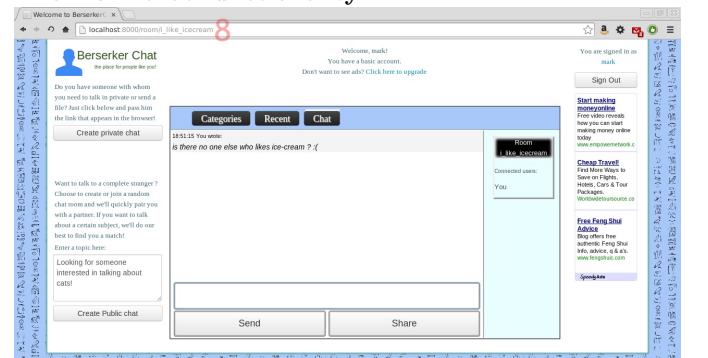 Welcome to BerserkerC
localhost:8000/room/i_like_icecream
8
Berserker Chat
the place for people like you!
Do you have someone with whom
you need to talk in private or send a
file? Just click below and pass him
the link that appears in the browser!
Create private chat
Want to talk to a complete stranger ?
Choose to create or join a random
chat room and we'll quickly pair you
with a partner. If you want to talk
about a certain subject, we'll do our
best to find you a match!
Enter a topic here:
Looking for someone
interested in talking about
cats!
Create Public chat
Welcome, mark!
You have a basic account.
Don't want to see ads? Click here to upgrade
Categories
Recent
Chat
18:51:15 You wrote:
is there no one else who likes ice-cream ? :(
Room
i_like_icecream
Connected users:
You
Send
Share
You are signed in as
mark
Sign Out
Start making
moneyonline
Free video reveals
how you can start
making money online
today
www.empowernetwork.c
Cheap Travel!
Find More Ways to
Save on Flights,
Hotels, Cars & Tour
Packages.
Worldwidetoursource.co
Free Feng Shui
Advice
Blog offers free
authentic Feng Shui
info, advice, q & a's.
www.fengshuic.com
SpeedyAds